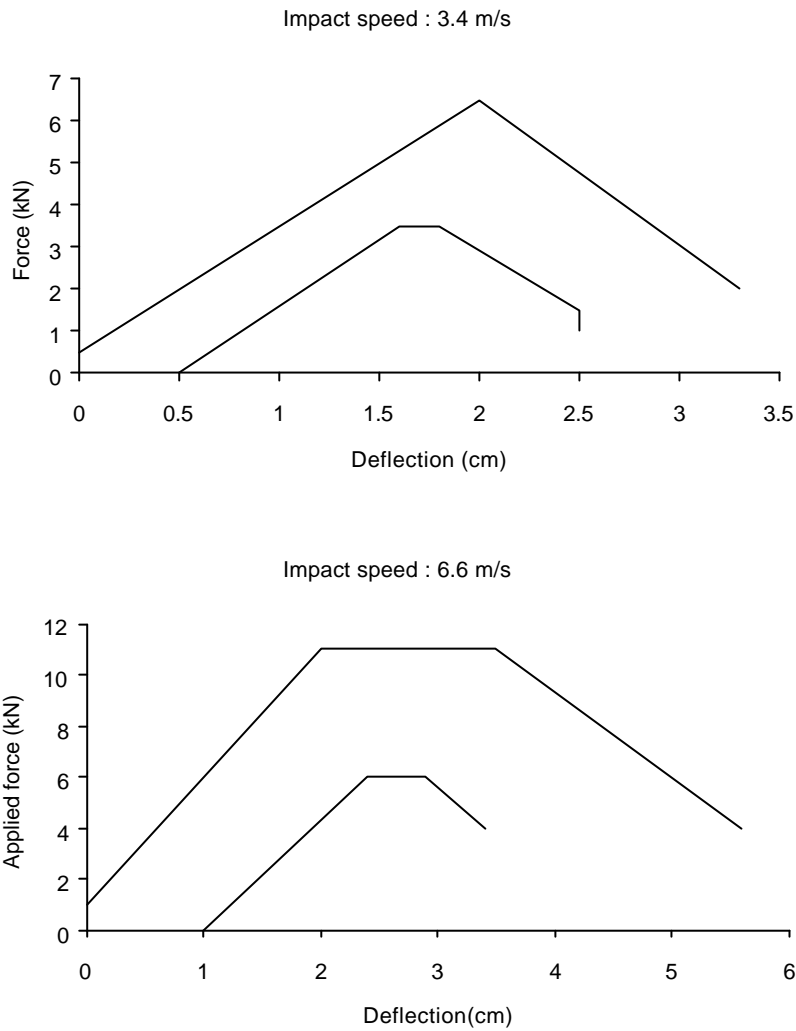 Impact speed : 3.4 m/s
7
6
5
4
3
2
1
0
Force (kN)
0 0.5 1 1.5 2 2.5 3 3.5
Deflection (cm)
Impact speed : 6.6 m/s
12
10
8
6
4
2
0
Applied force (kN)
0 1 2 3 4 5 6
Deflection(cm)